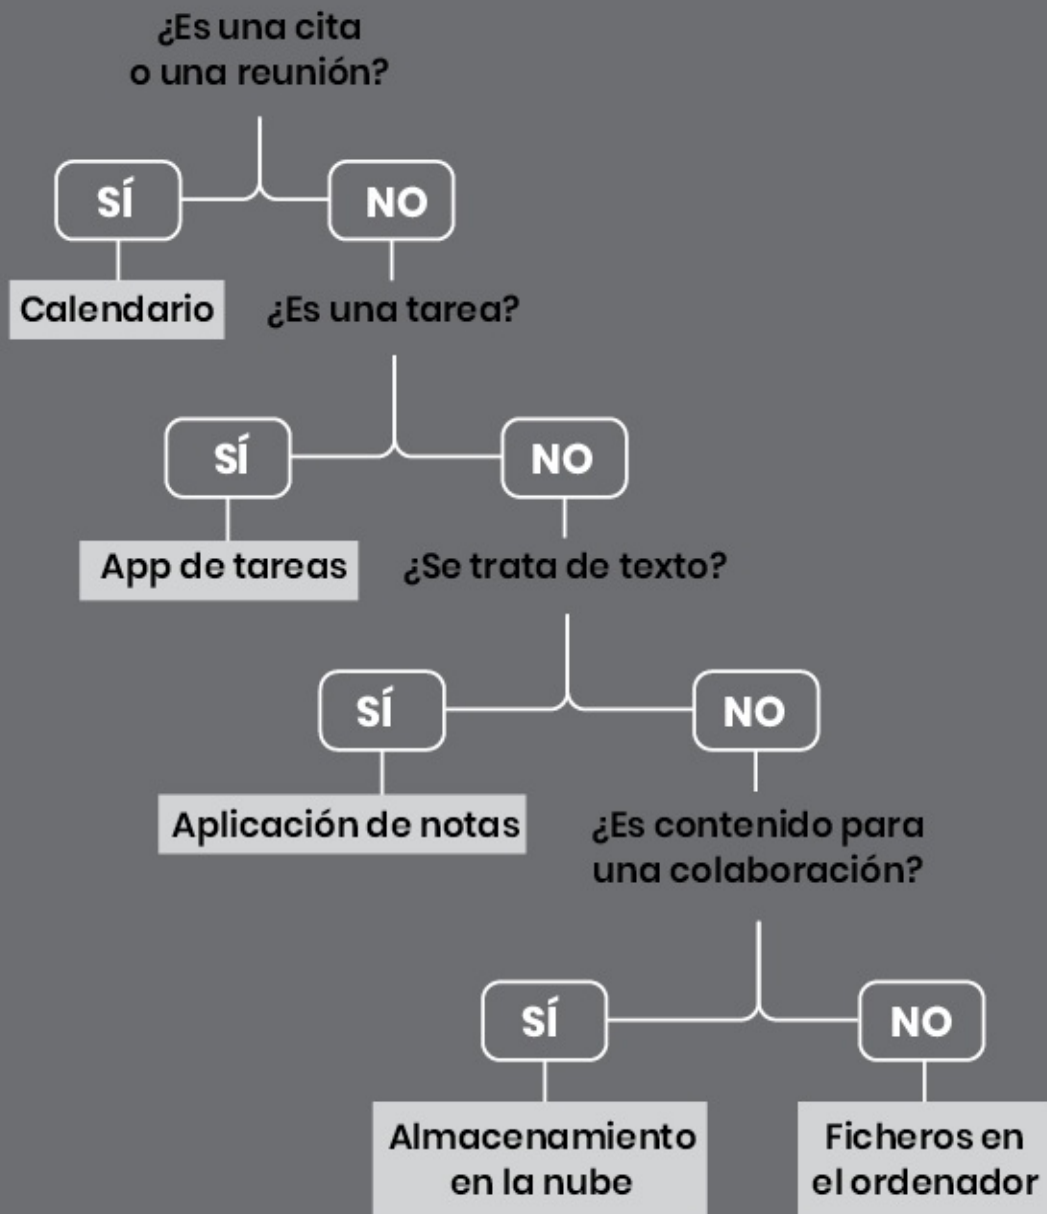 ¿Es una cita
o una reunión?
SÍ
NO
Calendario
¿Es una tarea?
SÍ
NO
App de tareas
¿Se trata de texto?
SÍ
NO
Aplicación de notas
¿Es contenido para
una colaboración?
SÍ
NO
Almacenamiento
en la nube
Ficheros en
el ordenador